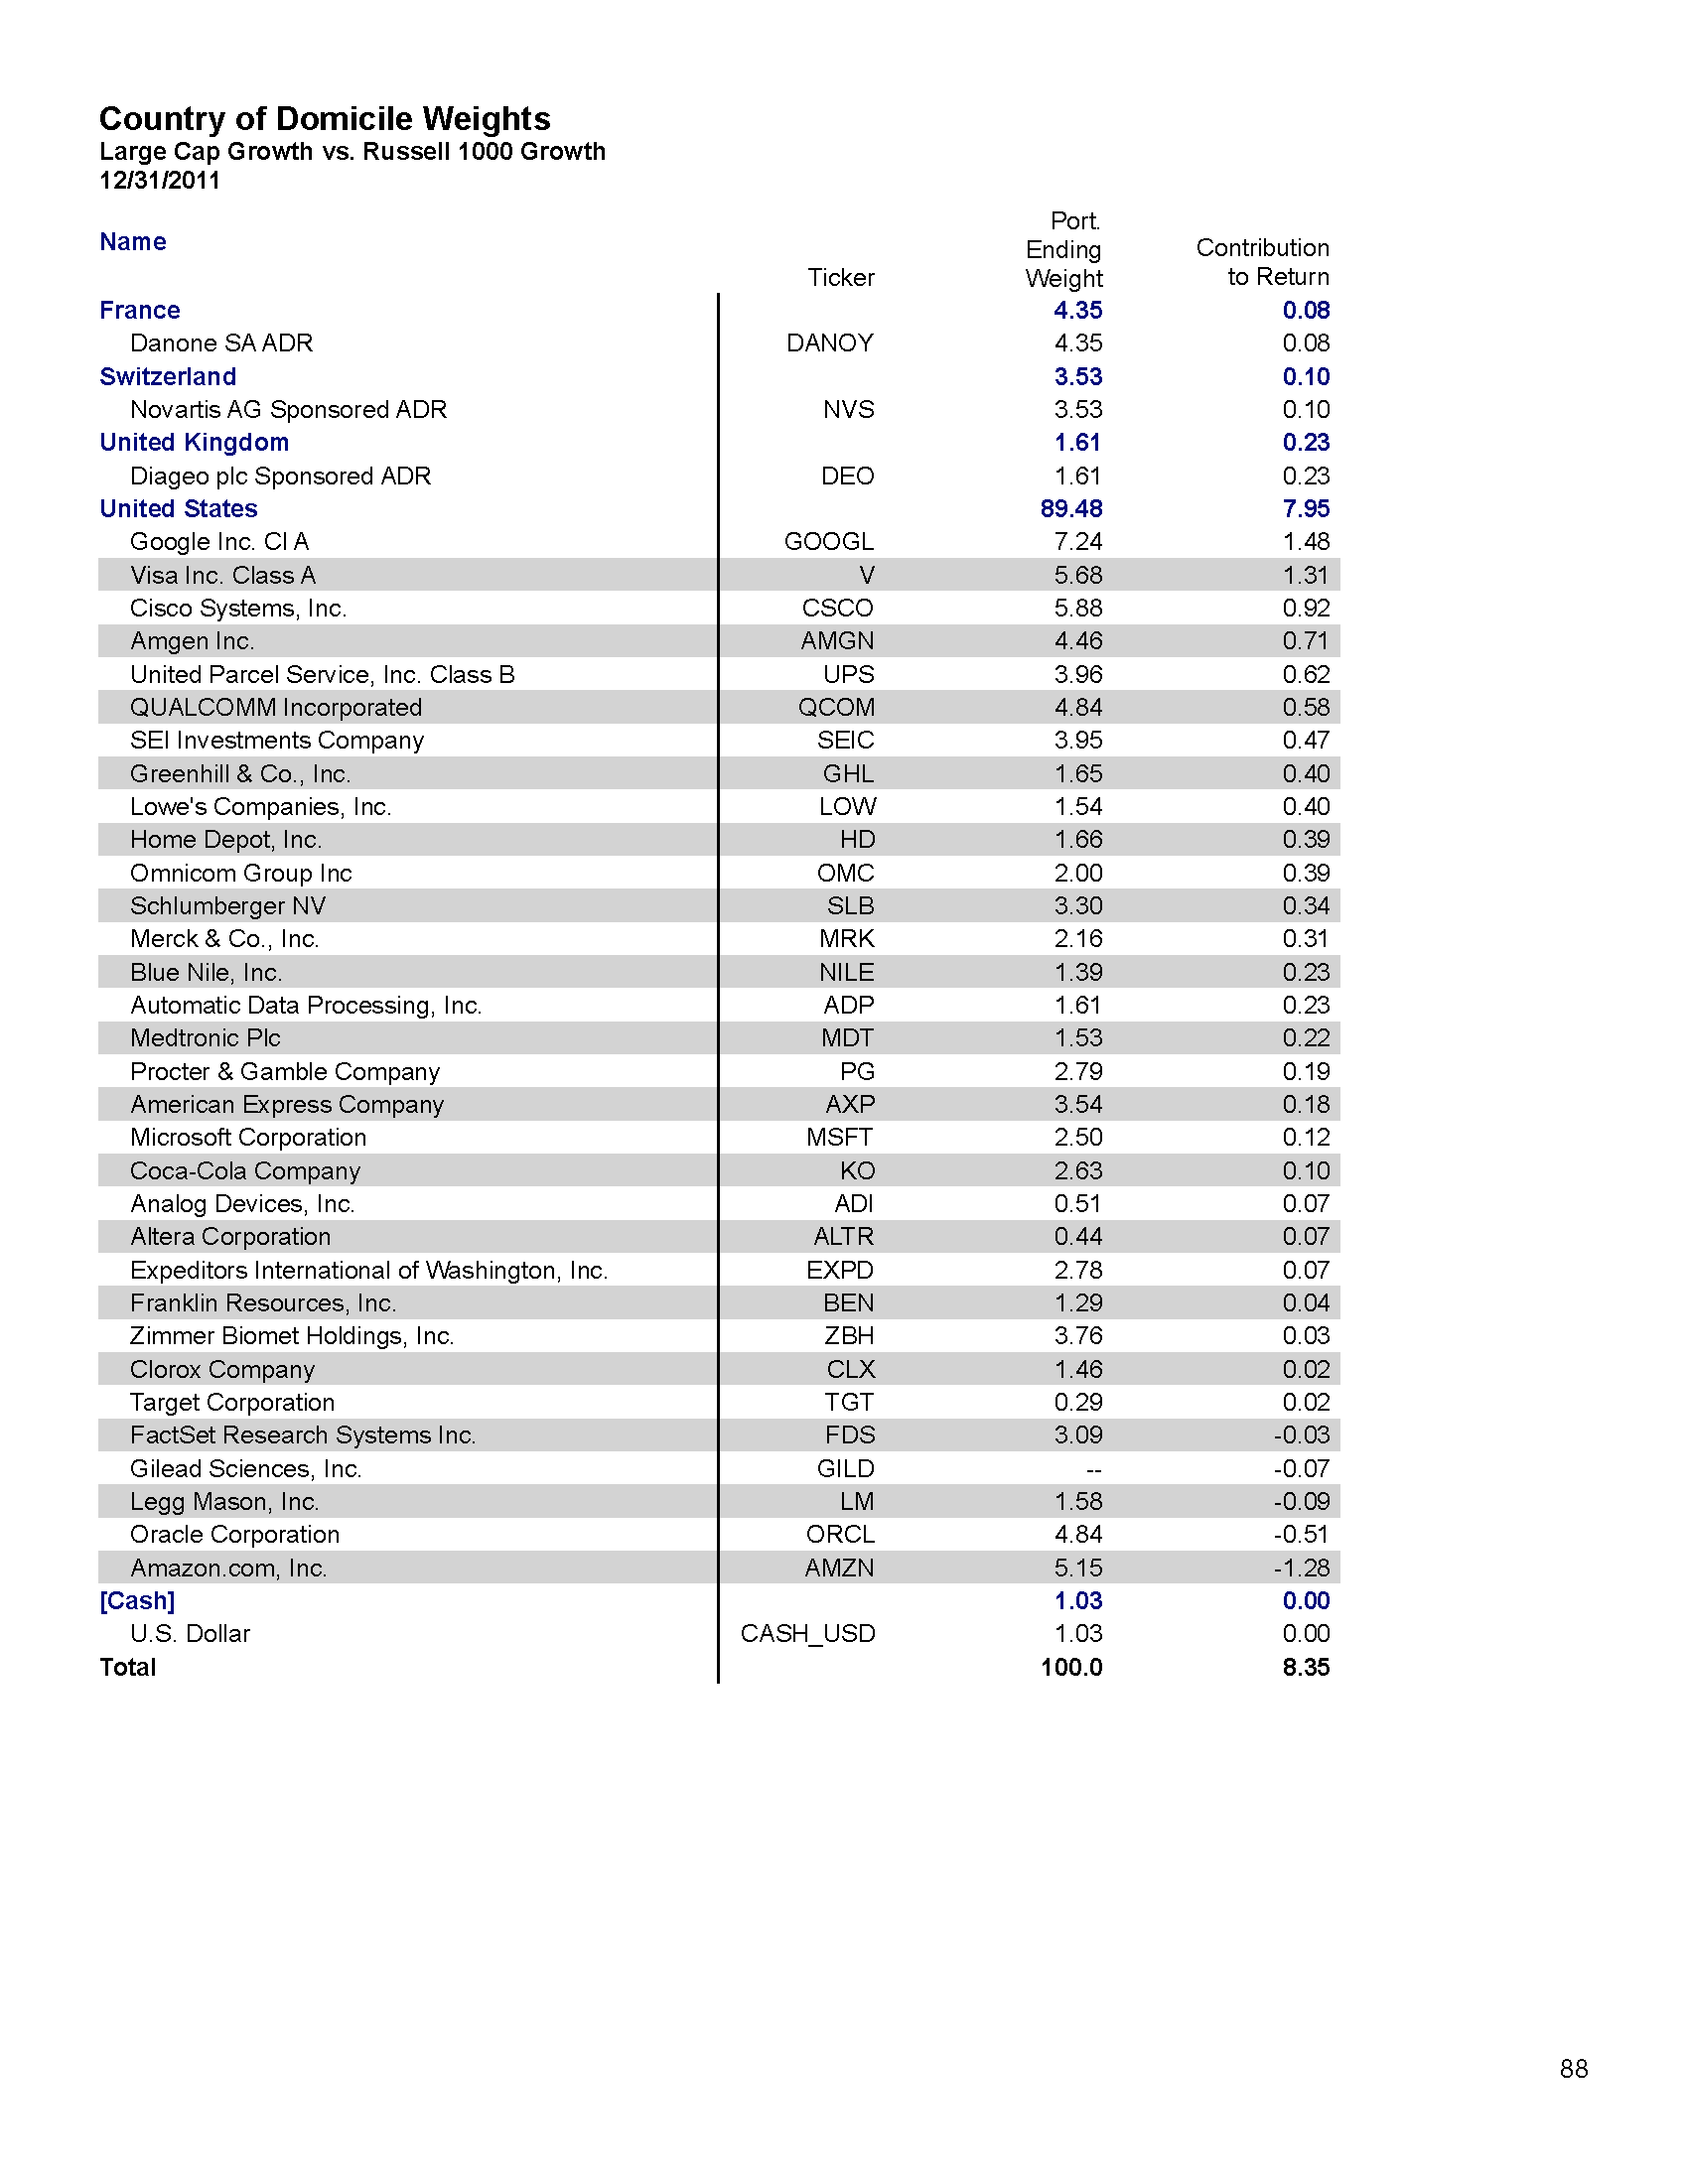 Country of Domicile Weights
Large Cap Growth vs. Russell 1000 Growth
12/31/2011
Name Ticker Port. Ending Weight Contribution to Return
France 4.35 0.08
Danone SA ADR DANOY 4.35 0.08
Switzerland 3.53 0.10
Novartis AG Sponsored ADR NVS 3.53 0.10
United Kingdom 1.61 0.23
Diageo plc Sponsored ADR DEO 1.61 0.23
United States 89.48 7.95
Google Inc. Cl A GOOGL 7.24 1.48
Visa Inc. Class A V 5.68 1.31
Cisco Systems, Inc. CSCO 5.88 0.92
Amgen Inc. AMGN 4.46 0.71
United Parcel Service, Inc. Class B UPS 3.96 0.62
QUALCOMM Incorporated QCOM 4.84 0.58
SEI Investments Company SEIC 3.95 0.47
Greenhill & Co., Inc. GHL 1.65 0.40
Lowe's Companies, Inc. LOW 1.54 0.40
Home Depot, Inc. HD 1.66 0.39
Omnicom Group Inc OMC 2.00 0.39
Schlumberger NV SLB 3.30 0.34
Merck & Co., Inc. MRK 2.16 0.31
Blue Nile, Inc. NILE 1.39 0.23
Automatic Data Processing, Inc. ADP 1.61 0.23
Medtronic Plc MDT 1.53 0.22
Procter & Gamble Company PG 2.79 0.19
American Express Company AXP 3.54 0.18
Microsoft Corporation MSFT 2.50 0.12
Coca-Cola Company KO 2.63 0.10
Analog Devices, Inc. ADI 0.51 0.07
Altera Corporation ALTR 0.44 0.07
Expeditors International of Washington, Inc. EXPD 2.78 0.07
Franklin Resources, Inc. BEN 1.29 0.04
Zimmer Biomet Holdings, Inc. ZBH 3.76 0.03
Clorox Company CLX 1.46 0.02
Target Corporation TGT 0.29 0.02
FactSet Research Systems Inc. FDS 3.09 -0.03
Gilead Sciences, Inc. GILD -- -0.07
Legg Mason, Inc. LM 1.58 -0.09
Oracle Corporation ORCL 4.84 -0.51
Amazon.com, Inc. AMZN 5.15 -1.28
[Cash] 1.03 0.00
U.S. Dollar CASH_USD 1.03 0.00
Total 100.0 8.35
88